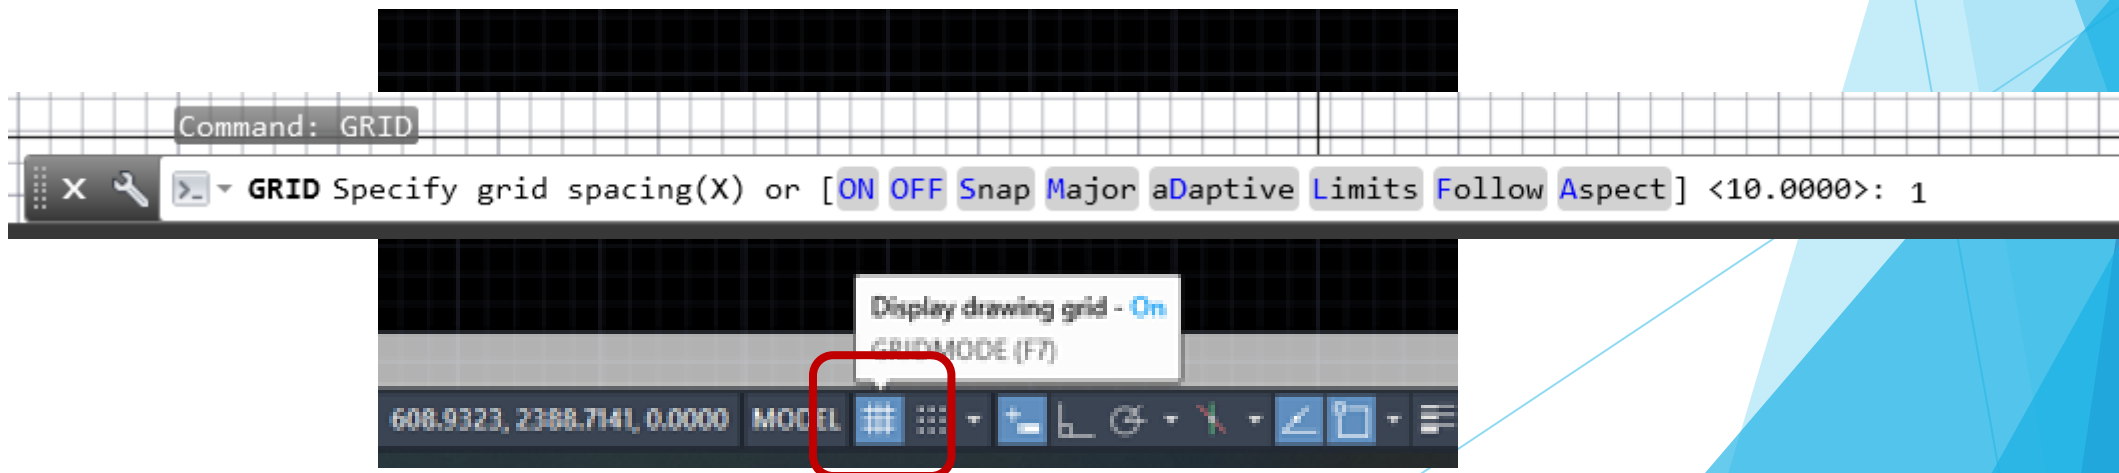 Command: GRID
GRID Specify grid spacing(X) or [ON OFF Snap Major aDaptive Limits Follow Aspect] <10.0000>: 1
Display drawing grid - On
GRIDMODE (F7)
608.9323, 2388.7141, 0.0000 MODEL